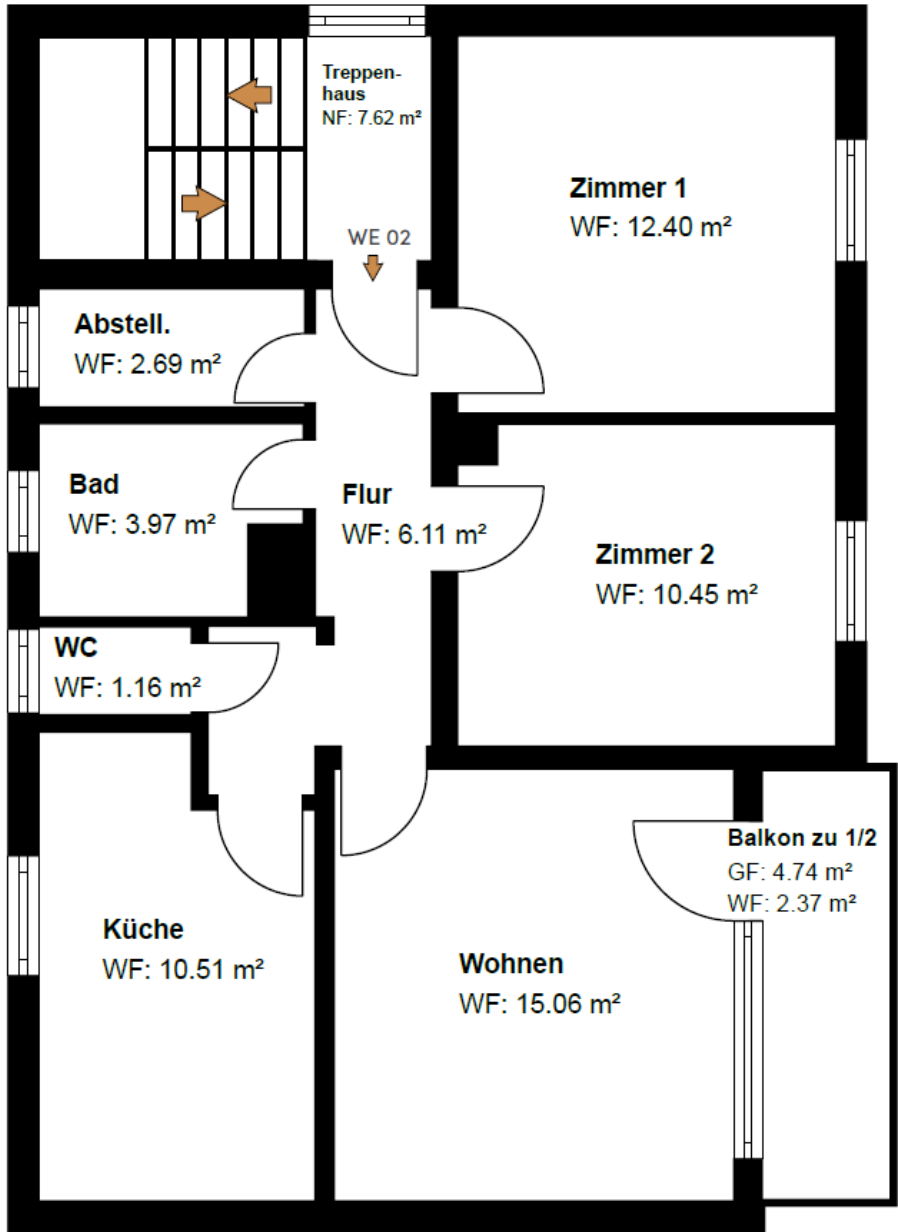 Treppen-
haus
NF: 7.62 m²
WE 02
Zimmer 1
WF: 12.40 m²
Abstell.
WF: 2.69 m²
Bad
WF: 3.97 m²
Flur
WF: 6.11 m²
Zimmer 2
WF: 10.45 m²
WC
WF: 1.16 m²
Balkon zu 1/2
GF: 4.74 m²
WF: 2.37 m²
Küche
WF: 10.51 m²
Wohnen
WF: 15.06 m²